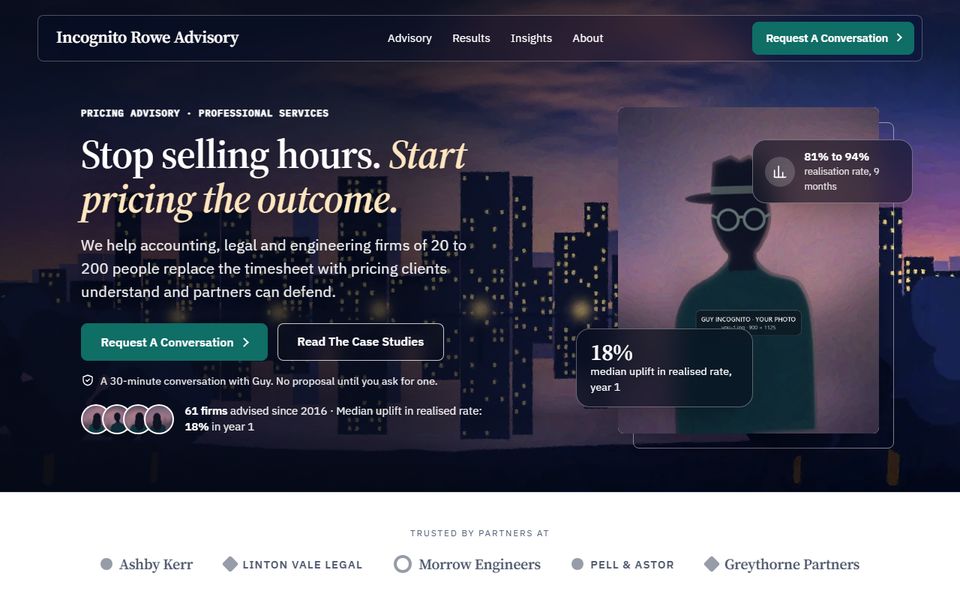 Incognito Rowe Advisory
Advisory
Results
Insights
About
Request A Conversation
PRICING ADVISORY · PROFESSIONAL SERVICES
Stop selling hours. Start
pricing the outcome.
We help accounting, legal and engineering firms of 20 to
200 people replace the timesheet with pricing clients
understand and partners can defend.
Request A Conversation
Read The Case Studies
A 30-minute conversation with Guy. No proposal until you ask for one.
61 firms advised since 2016 · Median uplift in realised rate:
18% in year 1
81% to 94%
realisation rate, 9
months
GUY INCOGNITO · YOUR PHOTO
900 × 1125
18%
median uplift in realised rate,
year 1
TRUSTED BY PARTNERS AT
Ashby Kerr
LINTON VALE LEGAL
Morrow Engineers
PELL & ASTOR
Greythorne Partners